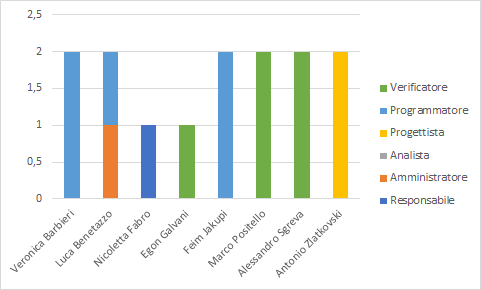 2,5
2
1,5
1
0,5
0
Veronica Barbieri
Luca Benetazzo
Nicoletta Fabro
Egon Galvani
Feim Jakupi
Marco Positello
Alessandro Sgreva
Antonio Zlatkovski
Verificatore
Programmatore
Progettista
Analista
Amministratore
Responsabile